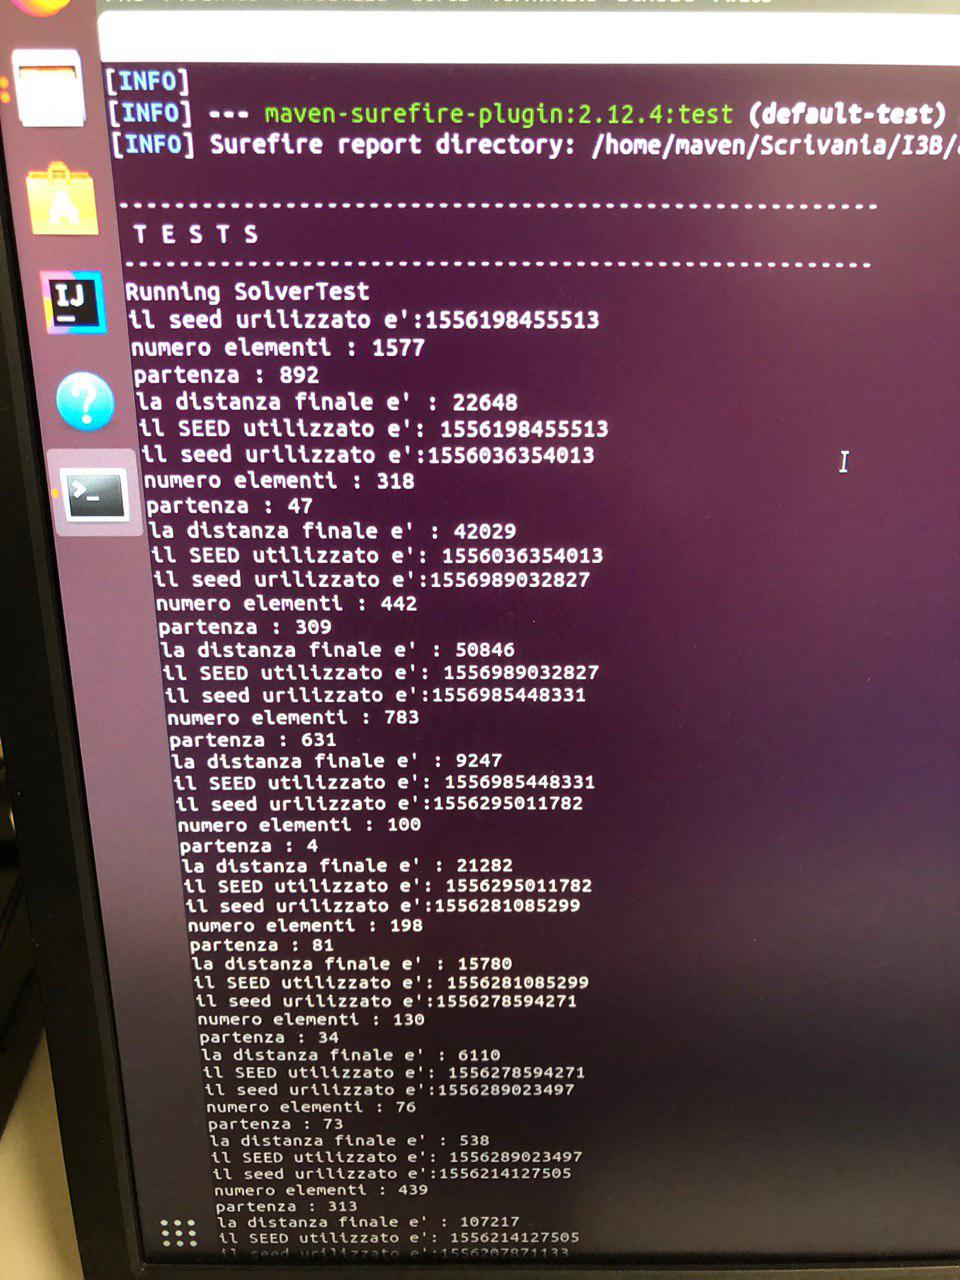 [INFO]
[INFO] --- maven-surefire-plugin:2.12.4:test (default-test)
[INFO] Surefire report directory: /home/maven/Scrivania/I3B/
-------------------------------------------------------
T E S T S
-------------------------------------------------------
Running SolverTest
il seed urilizzato e':1556198455513
numero elementi : 1577
partenza : 892
la distanza finale e' : 22648
il SEED utilizzato e': 1556198455513
il seed urilizzato e':1556036354013
numero elementi : 318
partenza : 47
la distanza finale e' : 42029
il SEED utilizzato e': 1556036354013
il seed urilizzato e':1556989032827
numero elementi : 442
partenza : 309
la distanza finale e' : 50846
il SEED utilizzato e': 1556989032827
il seed urilizzato e':1556985448331
numero elementi : 783
partenza : 631
la distanza finale e' : 9247
il SEED utilizzato e': 1556985448331
il seed urilizzato e':1556295011782
numero elementi : 100
partenza : 4
la distanza finale e' : 21282
il SEED utilizzato e': 1556295011782
il seed urilizzato e':1556281085299
numero elementi : 198
partenza : 81
la distanza finale e' : 15780
il SEED utilizzato e': 1556281085299
il seed urilizzato e':1556278594271
numero elementi : 130
partenza : 34
la distanza finale e' : 6110
il SEED utilizzato e': 1556278594271
il seed urilizzato e':1556289023497
numero elementi : 76
partenza : 73
la distanza finale e' : 538
il SEED utilizzato e': 1556289023497
il seed urilizzato e':1556214127505
numero elementi : 439
partenza : 313
la distanza finale e' : 107217
il SEED utilizzato e': 1556214127505
il seed urilizzato e':1556207871133
IJ